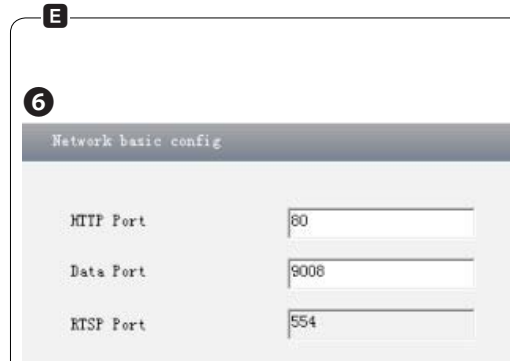 E
6
Network basic config
HTTP Port 80
Data Port 9008
RTSP Port 554